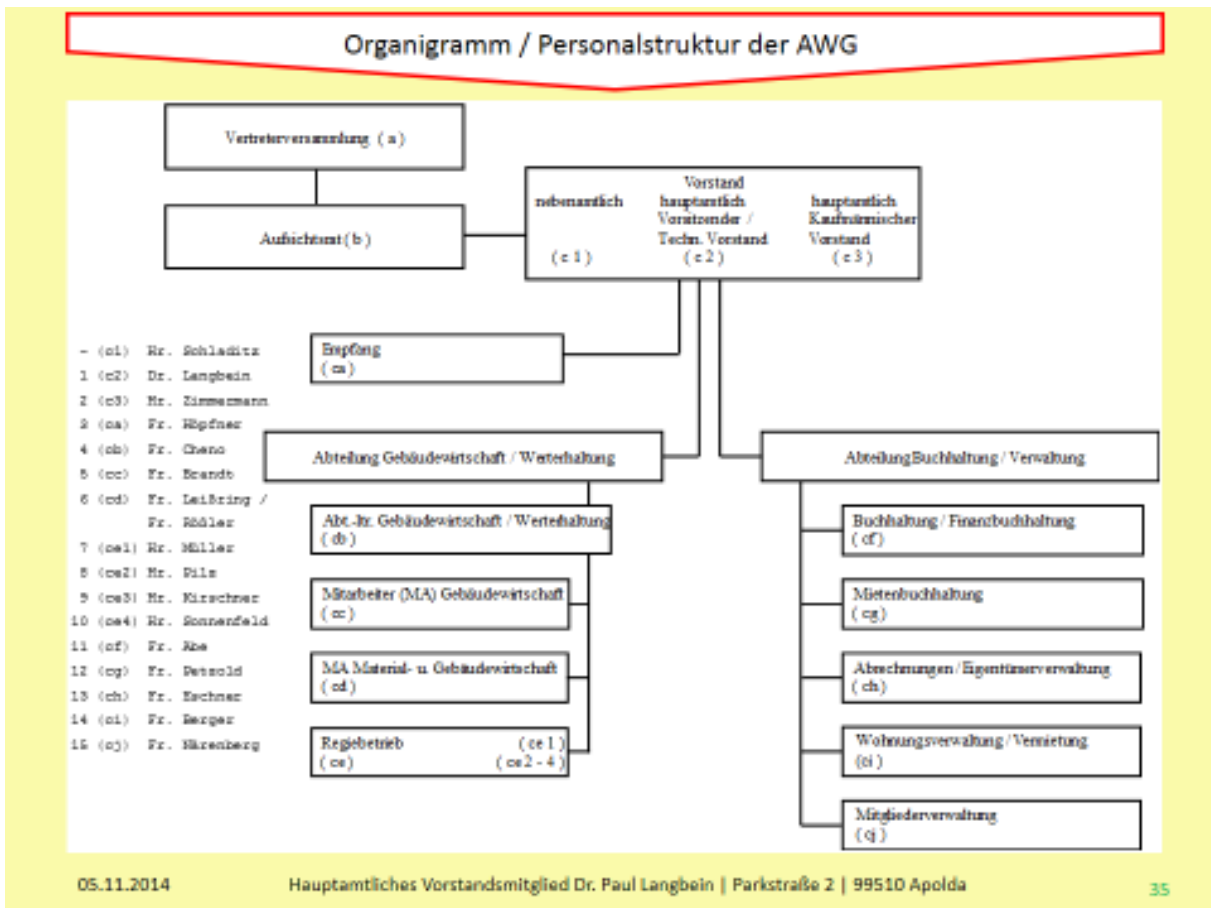 Organigramm / Personalstruktur der AWG
Vertreterversammlung ( a )
Aufsichtsrat ( b )
Vorstand
nebenamtlich hauptamtlich hauptamtlich
Vorsitzender / Kaufmännischer
Techn. Vorstand Vorstand
( c 1 ) ( c 2 ) ( c 3 )
Empfang
( ca )
- (c1) Hr. Schladitz
1 (c2) Dr. Langbein
2 (c3) Hr. Zimmermann
3 (ca) Fr. Höpfner
4 (cb) Fr. Cheno
5 (cc) Fr. Brandt
6 (cd) Fr. Leißring /
Fr. Rößler
7 (ce1) Hr. Müller
8 (ce2) Hr. Pilz
9 (ce3) Hr. Kirschner
10 (ce4) Hr. Sonnenfeld
11 (cf) Fr. Abe
12 (cg) Fr. Petzold
13 (ch) Fr. Eschner
14 (ci) Fr. Berger
15 (cj) Fr.
Abteilung Gebäudewirtschaft / Werterhaltung
Abt.-ltr. Gebäudewirtschaft / Werterhaltung
( cb )
Mitarbeiter (MA) Gebäudewirtschaft
( cc )
MA Material- u. Gebäudewirtschaft
( cd )
Regiebetrieb ( ce 1 )
( ce ) ( ce 2 - 4 )
Abteilung Buchhaltung / Verwaltung
Buchhaltung / Finanzbuchhaltung
( cf )
Mietenbuchhaltung
( cg )
Abrechnungen / Eigentümerverwaltung
( ch )
Wohnungsverwaltung / Vermietung
(ci )
Mitgliederverwaltung
( cj )
05.11.2014 Hauptamtliches Vorstandsmitglied Dr. Paul Langbein | Parkstraße 2 | 99510 Apolda 35